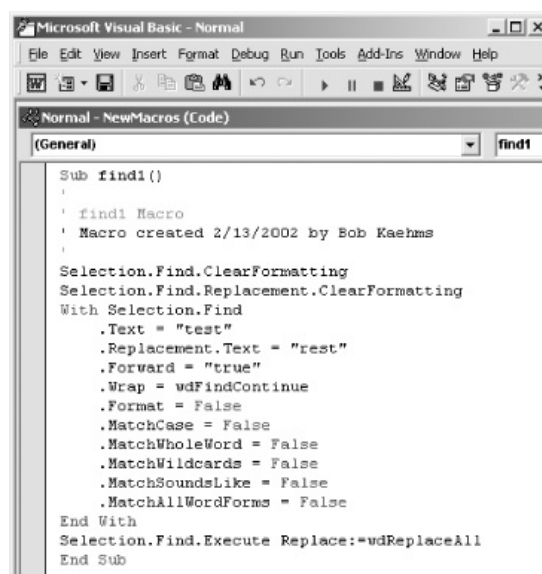 Microsoft Visual Basic - Normal
File Edit View Insert Format Debug Run Tools Add-Ins Window Help
Normal - NewMacros (Code)
(General) find1
Sub find1()
'
' find1 Macro
' Macro created 2/13/2002 by Bob Kaehms
'
Selection.Find.ClearFormatting
Selection.Find.Replacement.ClearFormatting
With Selection.Find
.Text = "test"
.Replacement.Text = "rest"
.Forward = "true"
.Wrap = wdFindContinue
.Format = False
.MatchCase = False
.MatchWholeWord = False
.MatchWildcards = False
.MatchSoundsLike = False
.MatchAllWordForms = False
End With
Selection.Find.Execute Replace:=wdReplaceAll
End Sub